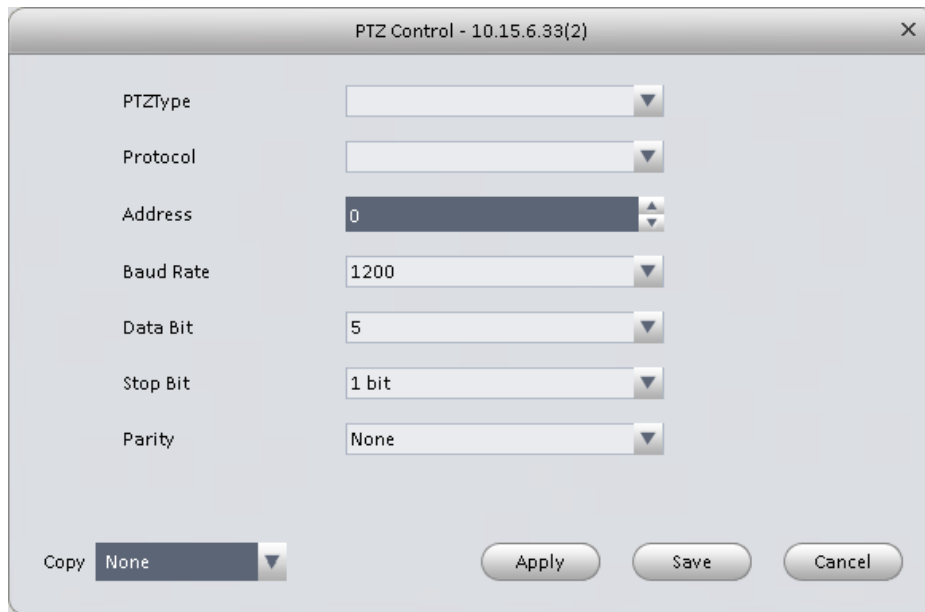 PTZ Control - 10.15.6.33(2)
PTZType
Protocol
Address 0
Baud Rate 1200
Data Bit 5
Stop Bit 1 bit
Parity None
Copy None Apply Save Cancel